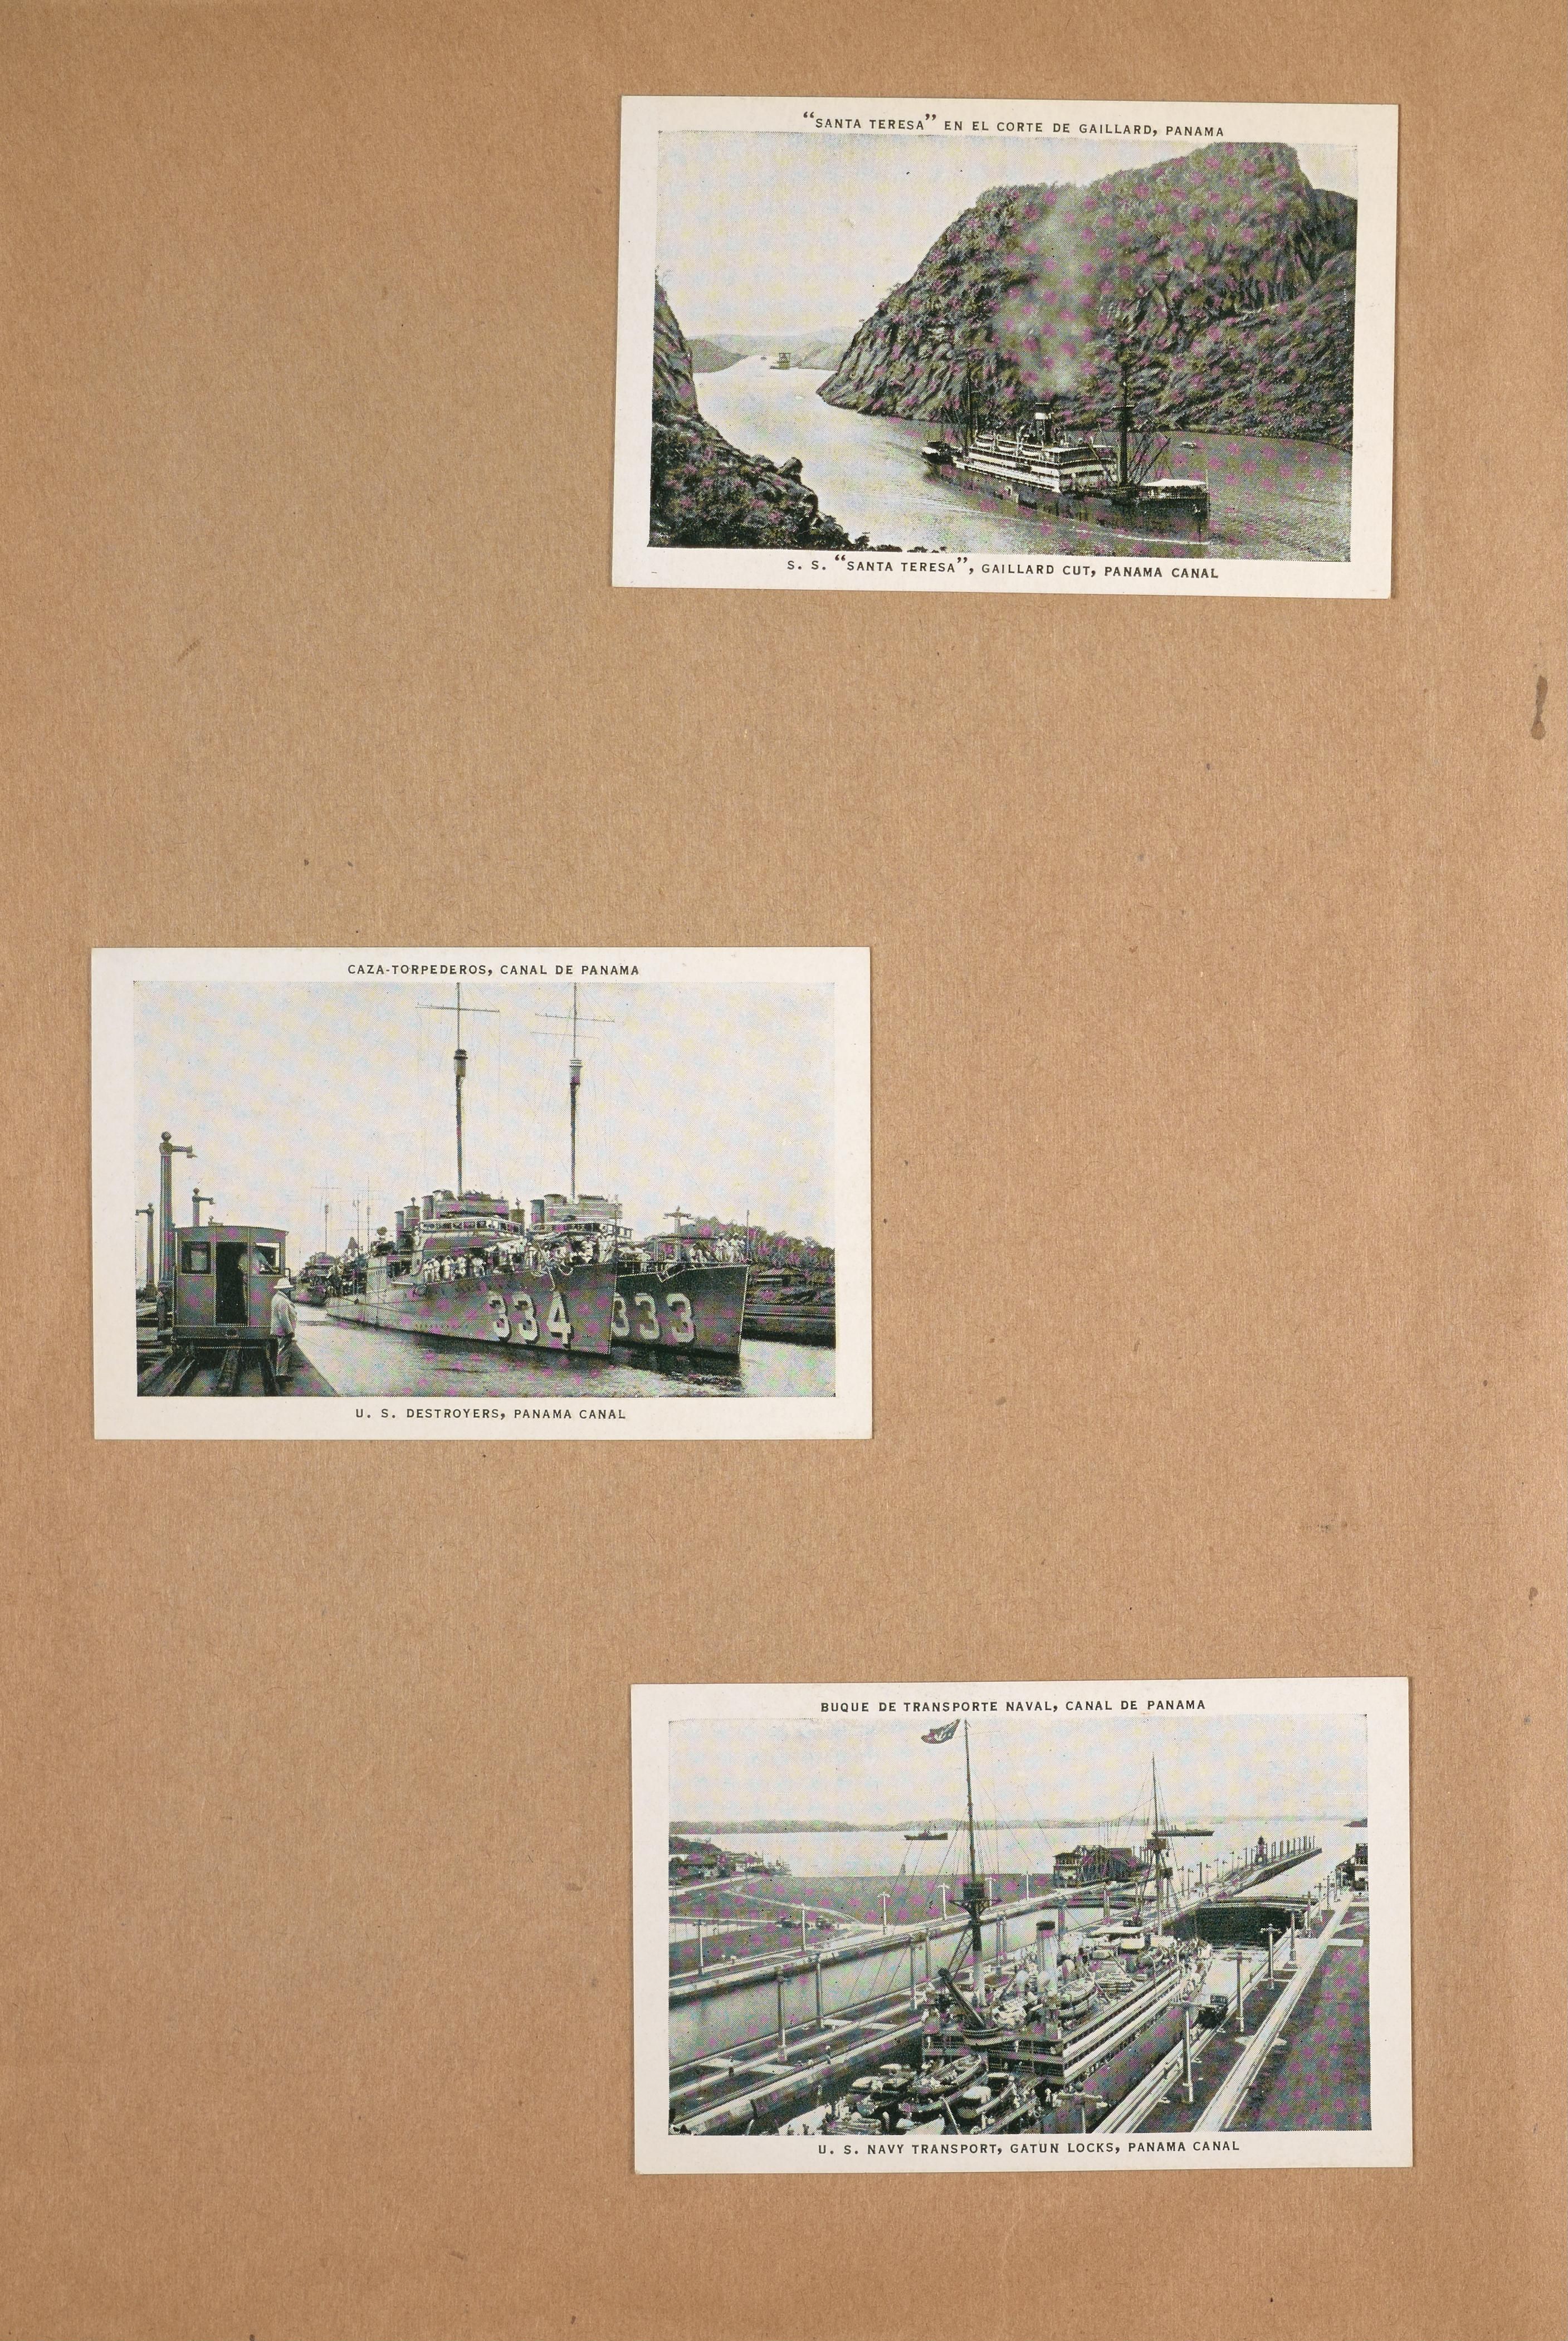 “SANTA TERESA” EN EL CORTE DE GAILLARD, PANAMA
S. S. “SANTA TERESA”, GAILLARD CUT, PANAMA CANAL
CAZA-TORPEDEROS, CANAL DE PANAMA
334
333
U. S. DESTROYERS, PANAMA CANAL
BUQUE DE TRANSPORTE NAVAL, CANAL DE PANAMA
U. S. NAVY TRANSPORT, GATUN LOCKS, PANAMA CANAL